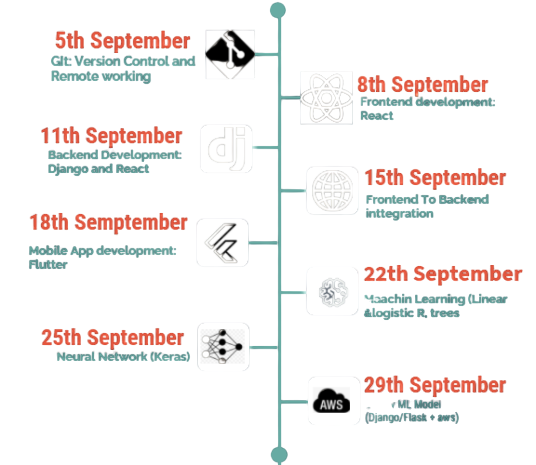 5th September
GIt: Version Control and
Remote working
8th September
Frontend development:
React
11th September
Backend Development:
Django and React
dj
15th September
Frontend To Backend
inttegration
18th Semptember
Mobile App development:
Flutter
22th September
Maachin Learning (Linear
&logistic R, trees
25th September
Neural Network (Keras)
29th September
AWS
ML Model
(Django/Flask + aws)